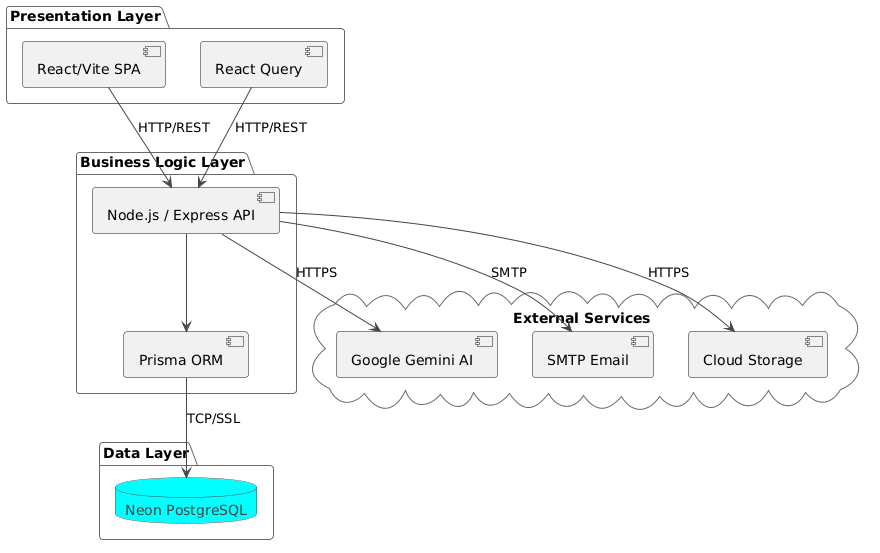 Presentation Layer
React/Vite SPA
React Query
HTTP/REST
HTTP/REST
Business Logic Layer
Node.js / Express API
HTTPS
SMTP
HTTPS
External Services
Prisma ORM
Google Gemini AI
SMTP Email
Cloud Storage
TCP/SSL
Data Layer
Neon PostgreSQL